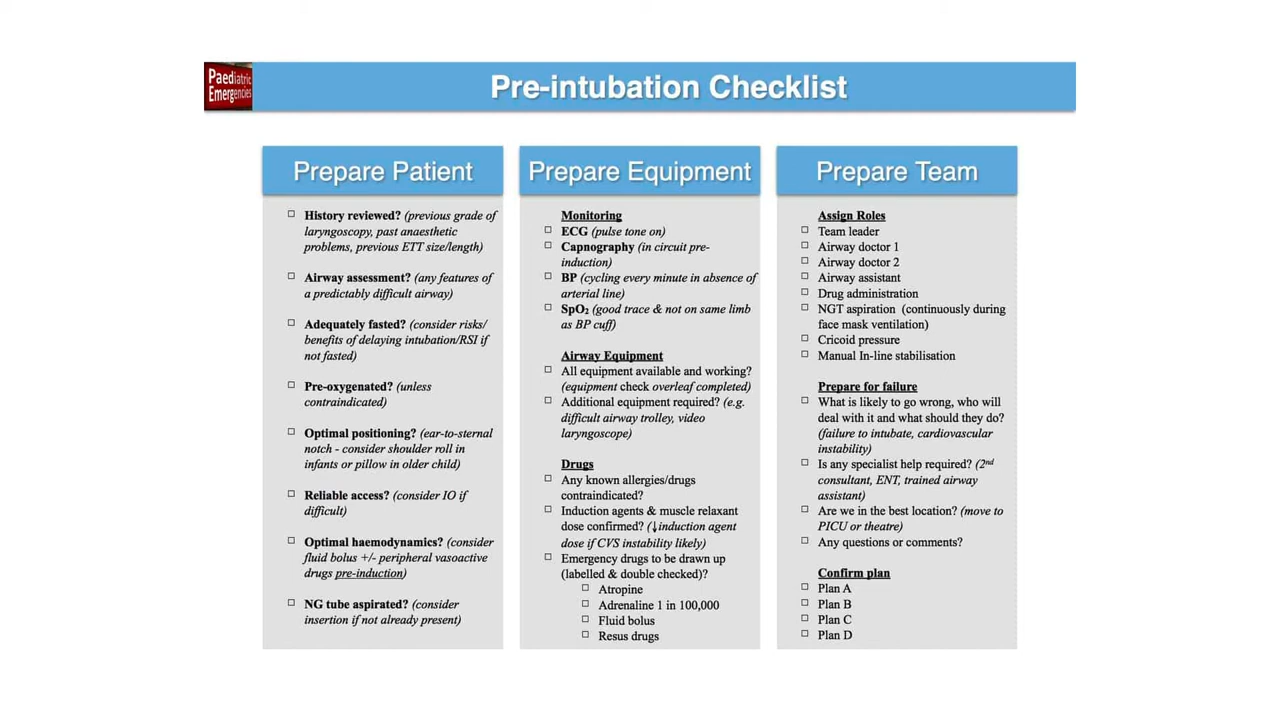 Paediatric
Emergencies
Pre-intubation Checklist
Prepare Patient
☐ History reviewed? (previous grade of
laryngoscopy, past anaesthetic
problems, previous ETT size/length)
☐ Airway assessment? (any features of
a predictably difficult airway)
☐ Adequately fasted? (consider risks/
benefits of delaying intubation/RSI if
not fasted)
☐ Pre-oxygenated? (unless
contraindicated)
☐ Optimal positioning? (ear-to-sternal
notch - consider shoulder roll in
infants or pillow in older child)
☐ Reliable access? (consider IO if
difficult)
☐ Optimal haemodynamics? (consider
fluid bolus +/- peripheral vasoactive
drugs pre-induction)
☐ NG tube aspirated? (consider
insertion if not already present)
Prepare Equipment
Monitoring
☐ ECG (pulse tone on)
☐ Capnography (in circuit pre-
induction)
☐ BP (cycling every minute in absence of
arterial line)
☐ SpO₂ (good trace & not on same limb
as BP cuff)
Airway Equipment
☐ All equipment available and working?
(equipment check overleaf completed)
☐ Additional equipment required? (e.g.
difficult airway trolley, video
laryngoscope)
Drugs
☐ Any known allergies/drugs
contraindicated?
☐ Induction agents & muscle relaxant
dose confirmed? (↓induction agent
dose if CVS instability likely)
☐ Emergency drugs to be drawn up
(labelled & double checked)?
☐ Atropine
☐ Adrenaline 1 in 100,000
☐ Fluid bolus
☐ Resus drugs
Prepare Team
Assign Roles
☐ Team leader
☐ Airway doctor 1
☐ Airway doctor 2
☐ Airway assistant
☐ Drug administration
☐ NGT aspiration (continuously during
face mask ventilation)
☐ Cricoid pressure
☐ Manual In-line stabilisation
Prepare for failure
☐ What is likely to go wrong, who will
deal with it and what should they do?
(failure to intubate, cardiovascular
instability)
☐ Is any specialist help required? (2nd
consultant, ENT, trained airway
assistant)
☐ Are we in the best location? (move to
PICU or theatre)
☐ Any questions or comments?
Confirm plan
☐ Plan A
☐ Plan B
☐ Plan C
☐ Plan D